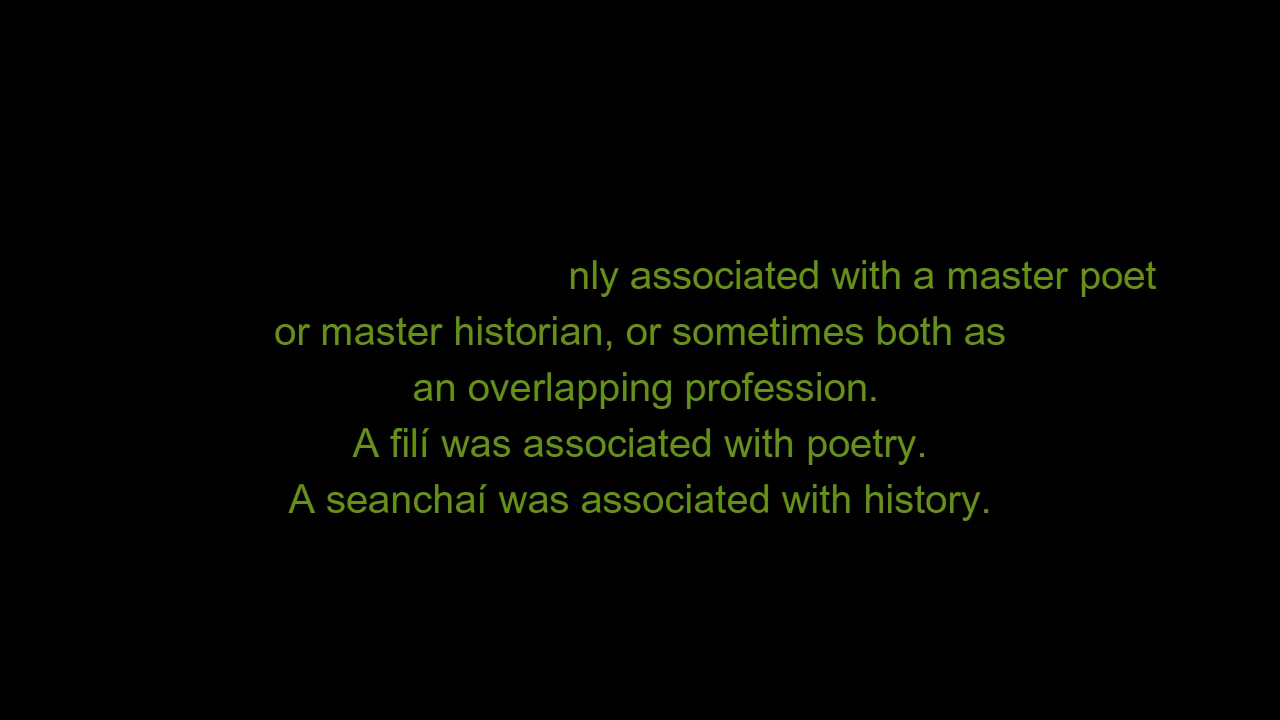 nly associated with a master poet
or master historian, or sometimes both as
an overlapping profession.
A filí was associated with poetry.
A seanchaí was associated with history.